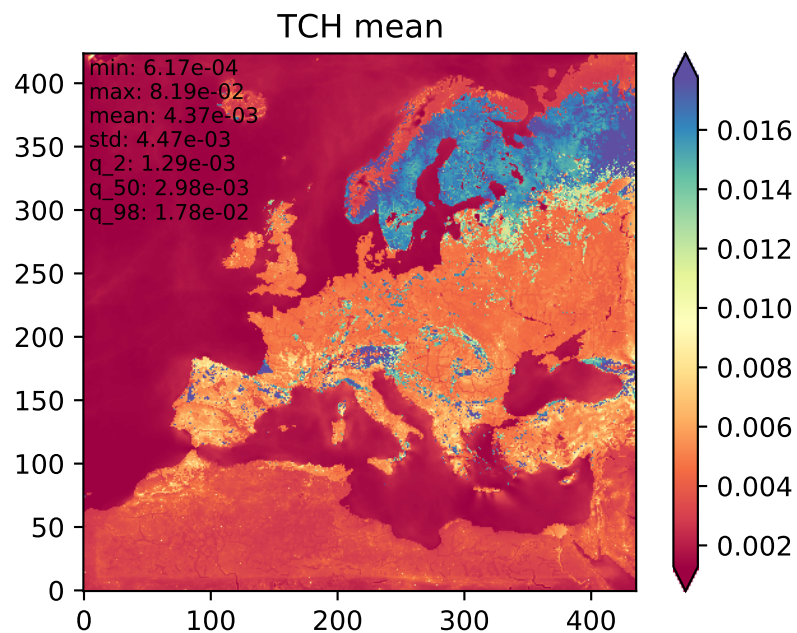 TCH mean
min: 6.17e-04
max: 8.19e-02
mean: 4.37e-03
std: 4.47e-03
q_2: 1.29e-03
q_50: 2.98e-03
q_98: 1.78e-02
400
350
300
250
200
150
100
50
0
0 100 200 300 400
0.016
0.014
0.012
0.010
0.008
0.006
0.004
0.002